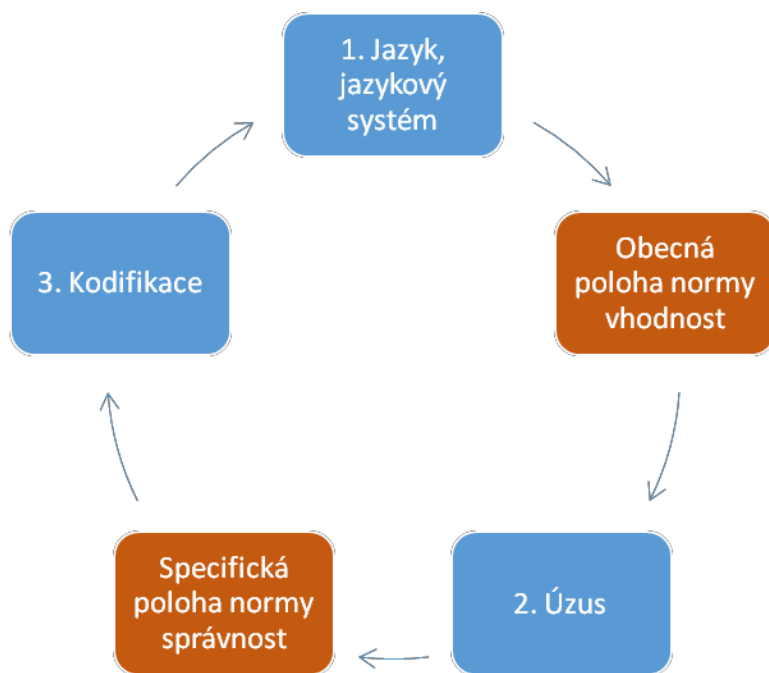 1. Jazyk,
jazykový
systém
Obecná
poloha normy
vhodnost
2. Úzus
Specifická
poloha normy
správnost
3. Kodifikace